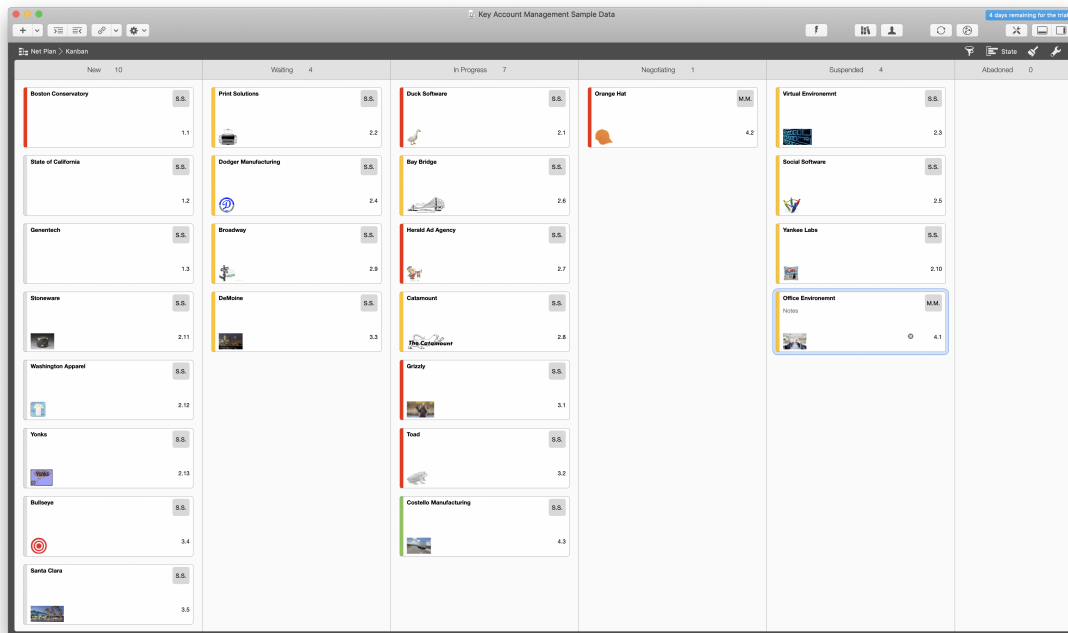 Key Account Management Sample Data
4 days remaining for the trial
Net Plan > Kanban
State
New 10
Waiting 4
In Progress 7
Negotiating 1
Suspended 4
Abadoned 0
Boston Conservatory
S.S.
1.1
State of California
S.S.
1.2
Genentech
S.S.
1.3
Stoneware
S.S.
2.11
Washington Apparel
S.S.
2.12
Yonks
S.S.
Yonks
2.13
Bullseye
S.S.
3.4
Santa Clara
S.S.
3.5
Print Solutions
S.S.
2.2
Dodger Manufacturing
S.S.
D
2.4
Broadway
S.S.
2.9
DeMoine
S.S.
3.3
Duck Software
S.S.
2.1
Bay Bridge
S.S.
2.6
Herald Ad Agency
S.S.
2.7
Catamount
S.S.
The Catamount
2.8
Grizzly
S.S.
3.1
Toad
S.S.
3.2
Costello Manufacturing
S.S.
4.3
Orange Hat
M.M.
4.2
Virtual Environemnt
S.S.
2.3
Social Software
S.S.
2.5
Yankee Labs
S.S.
2.10
Office Environemnt
M.M.
Notes
4.1